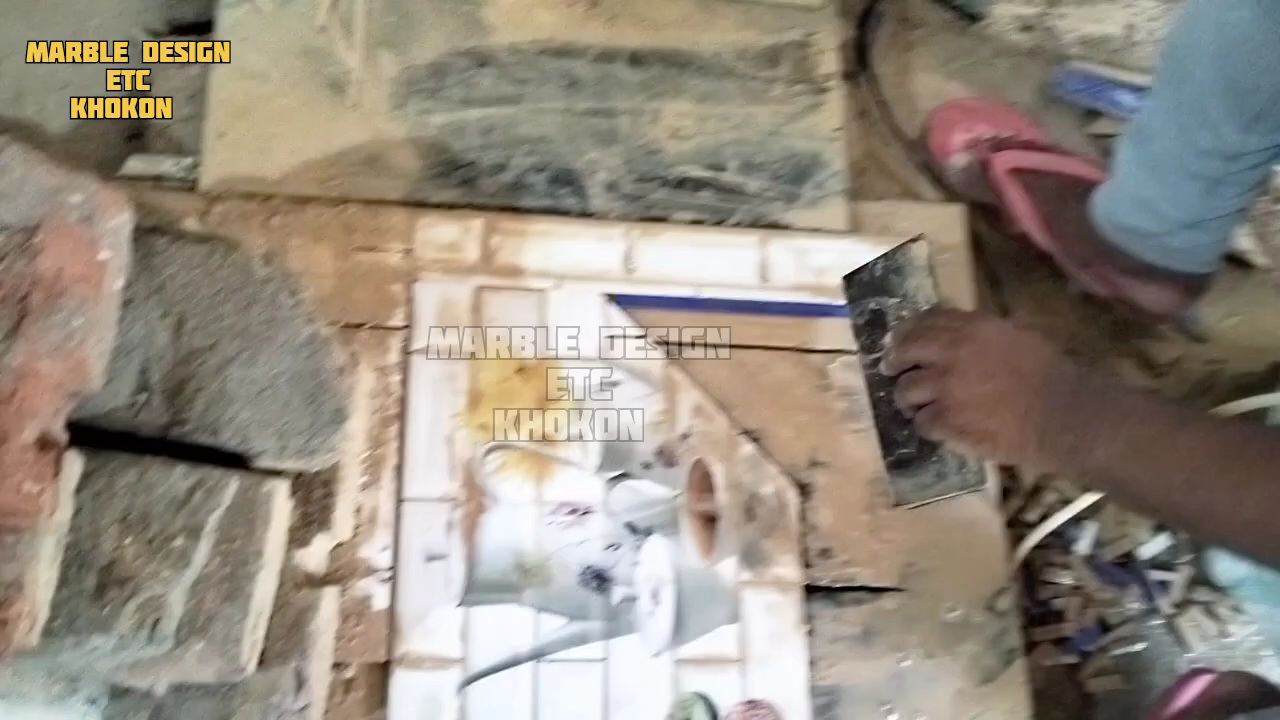 MARBLE DESIGN
ETC
KHOKON
MARBLE DESIGN
ETC
KHOKON